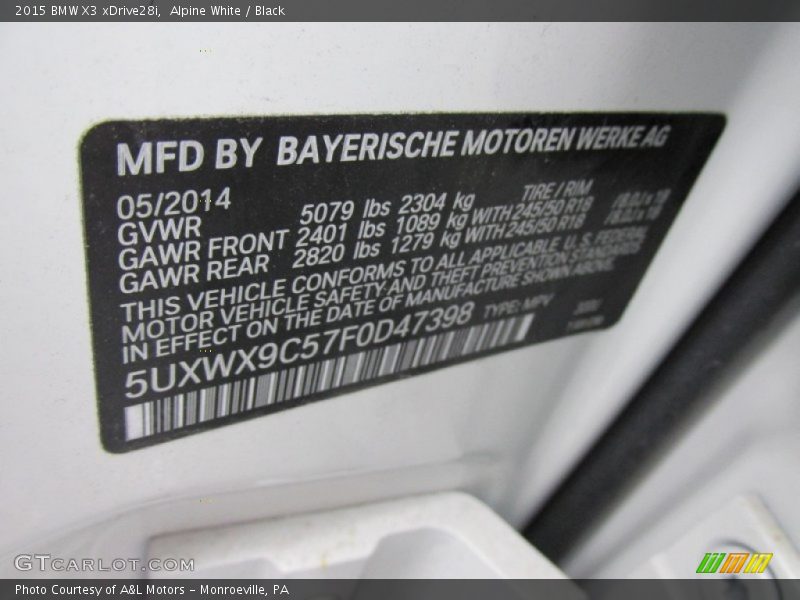 2015 BMW X3 xDrive28i, Alpine White / Black
MFD BY BAYERISCHE MOTOREN WERKE AG
05/2014 TIRE / RIM
GVWR 5079 lbs 2304 kg
GAWR FRONT 2401 lbs 1089 kg WITH 245/50 R18
GAWR REAR 2820 lbs 1279 kg WITH 245/50 R18
THIS VEHICLE CONFORMS TO ALL APPLICABLE U.S. FEDERAL
MOTOR VEHICLE SAFETY AND THEFT PREVENTION STANDARDS
IN EFFECT ON THE DATE OF MANUFACTURE SHOWN ABOVE.
5UXWX9C57F0D47398 TYPE: MPV
GTCARLOT.COM
Photo Courtesy of A&L Motors - Monroeville, PA